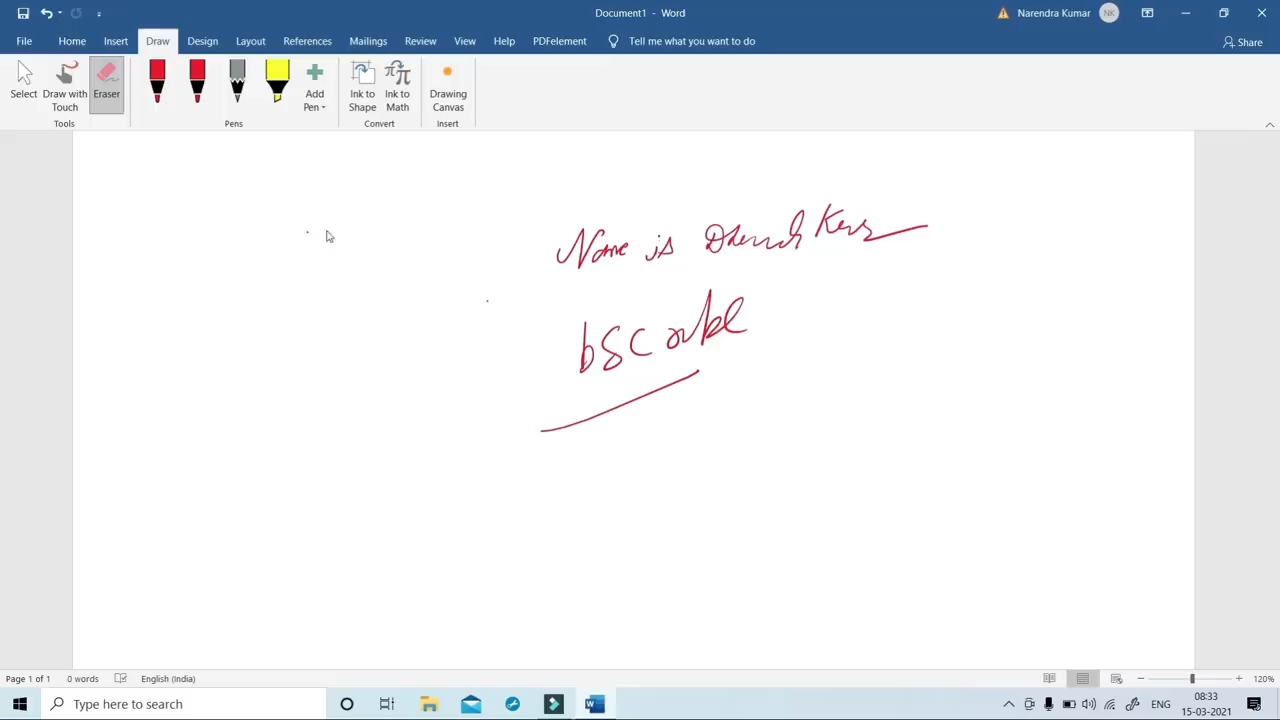 Document1 - Word
Narendra Kumar
NK
File
Home
Insert
Draw
Design
Layout
References
Mailings
Review
View
Help
PDFelement
Tell me what you want to do
Share
Select
Draw with Touch
Eraser
Add Pen
Ink to Shape
Ink to Math
Drawing Canvas
Tools
Pens
Convert
Insert
Name is
bsc
Page 1 of 1
0 words
English (India)
120%
Type here to search
ENG
08:33
15-03-2021